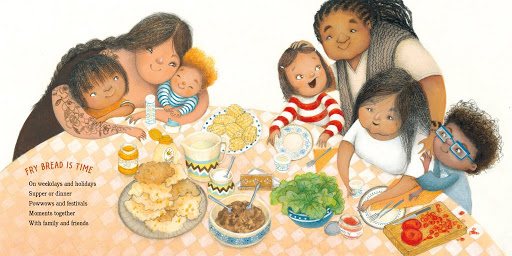 FRY BREAD IS TIME
On weekdays and holidays
Supper or dinner
Powwows and festivals
Moments together
With family and friends